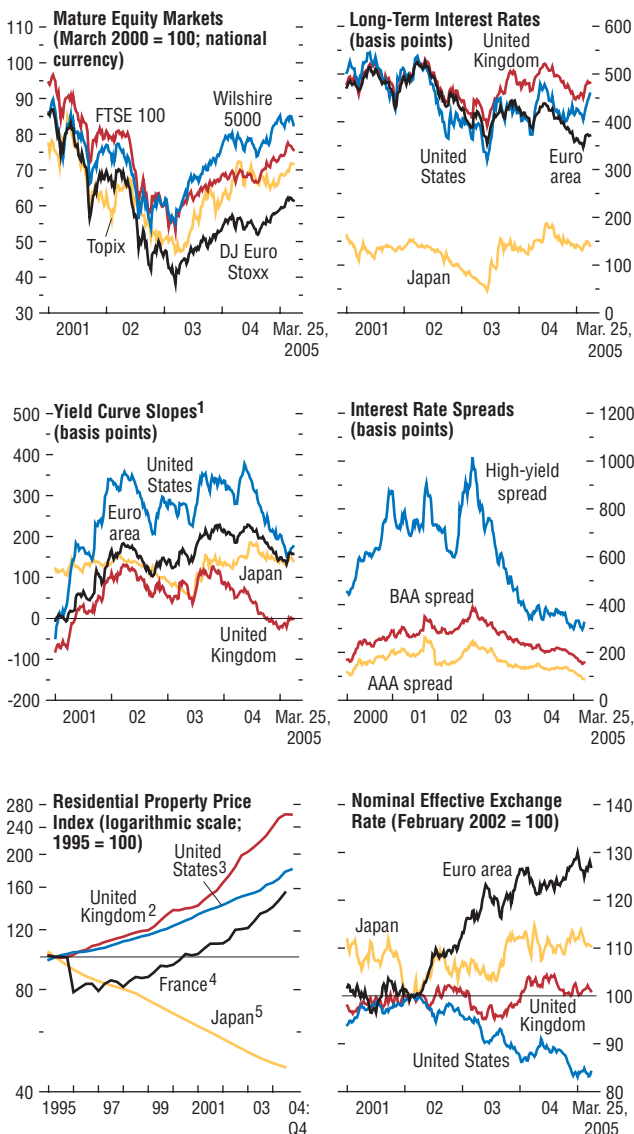 Mature Equity Markets
(March 2000 = 100; national
currency)
110
100
90
80
70
60
50
40
30
FTSE 100
Wilshire
5000
Topix
DJ Euro
Stoxx
2001
02
03
04
Mar. 25,
2005
Long-Term Interest Rates
(basis points)
United
Kingdom
600
500
400
300
200
100
0
United
States
Euro
area
Japan
2001
02
03
04
Mar. 25,
2005
Yield Curve Slopes1
(basis points)
500
400
300
200
100
0
-100
-200
United
States
Euro
area
Japan
United
Kingdom
2001
02
03
04
Mar. 25,
2005
Interest Rate Spreads
(basis points)
1200
1000
800
600
400
200
0
High-yield
spread
BAA spread
AAA spread
2000
01
02
03
04
Mar. 25,
2005
Residential Property Price
Index (logarithmic scale;
1995 = 100)
280
240
200
160
120
80
40
United
States3
United
Kingdom2
France4
Japan5
1995
97
99
2001
03
04:
Q4
Nominal Effective Exchange
Rate (February 2002 = 100)
140
130
120
110
100
90
80
Euro area
Japan
United
Kingdom
United States
2001
02
03
04
Mar. 25,
2005